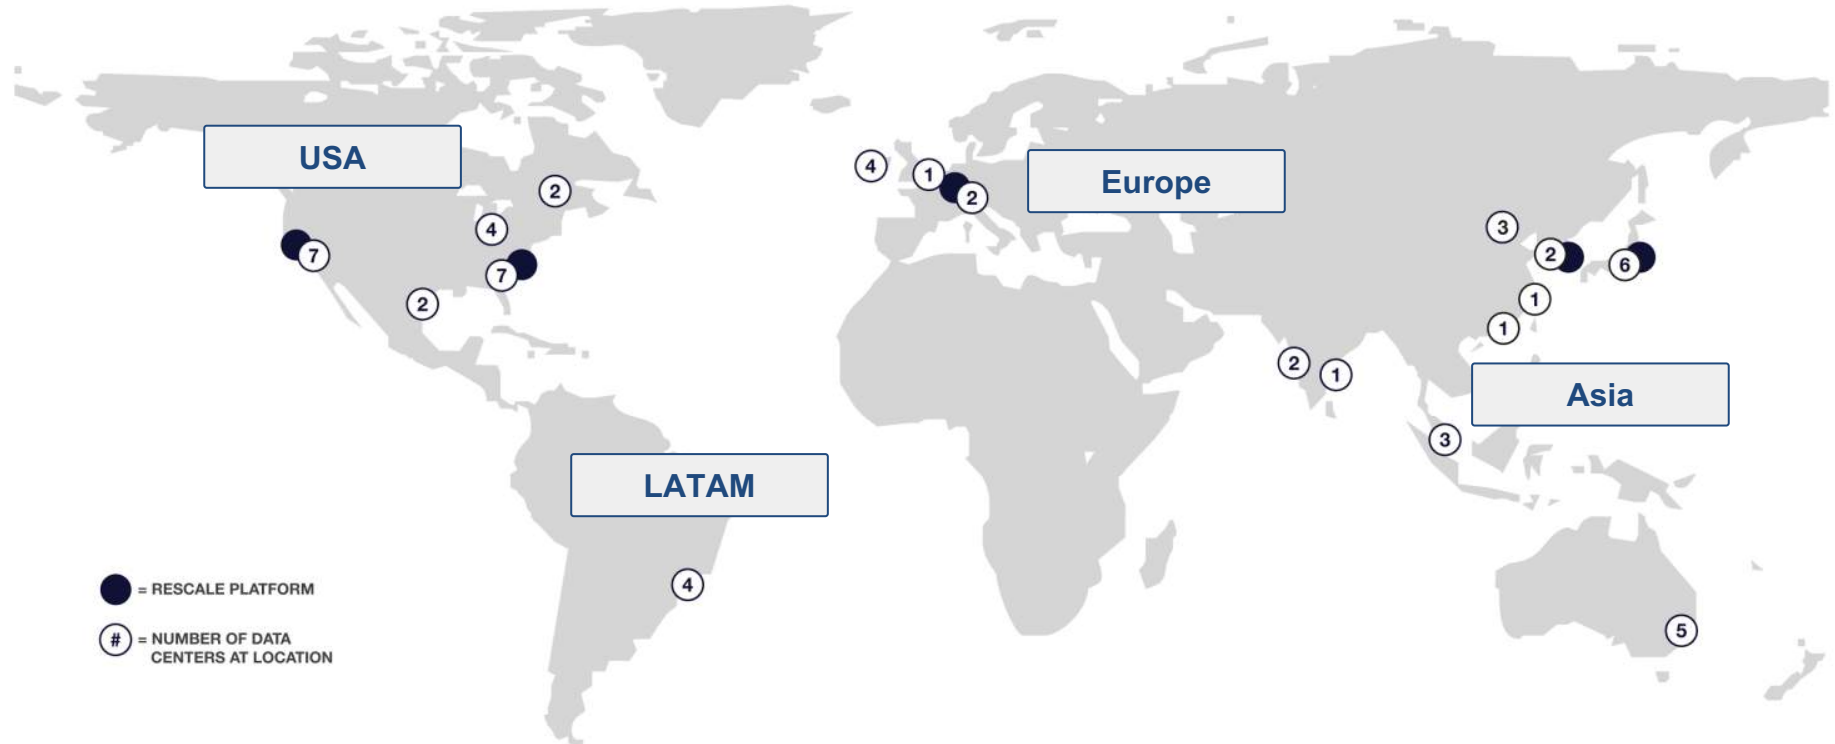 USA
Europe
2
4
1
2
4
7
7
2
3
2
6
1
1
2
1
Asia
3
LATAM
4
5
= RESCALE PLATFORM
# = NUMBER OF DATA
CENTERS AT LOCATION